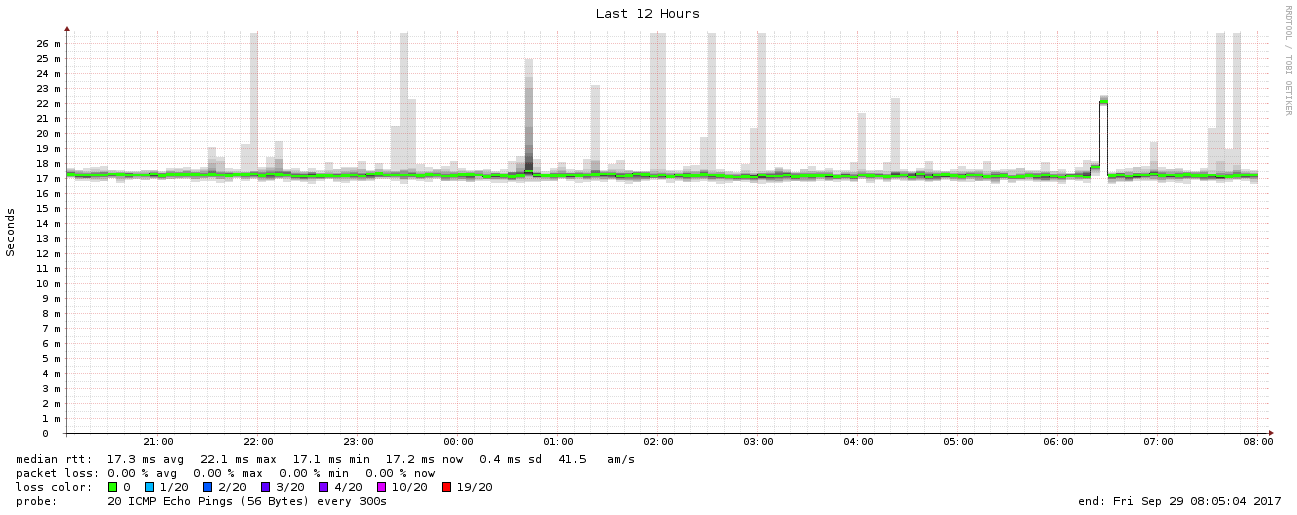 Last 12 Hours
RRDTOOL / TOBI OETIKER
Seconds
26 m
25 m
24 m
23 m
22 m
21 m
20 m
19 m
18 m
17 m
16 m
15 m
14 m
13 m
12 m
11 m
10 m
9 m
8 m
7 m
6 m
5 m
4 m
3 m
2 m
1 m
0
21:00 22:00 23:00 00:00 01:00 02:00 03:00 04:00 05:00 06:00 07:00 08:00
median rtt: 17.3 ms avg 22.1 ms max 17.1 ms min 17.2 ms now 0.4 ms sd 41.5 am/s
packet loss: 0.00 % avg 0.00 % max 0.00 % min 0.00 % now
loss color: 0 1/20 2/20 3/20 4/20 10/20 19/20
probe: 20 ICMP Echo Pings (56 Bytes) every 300s end: Fri Sep 29 08:05:04 2017